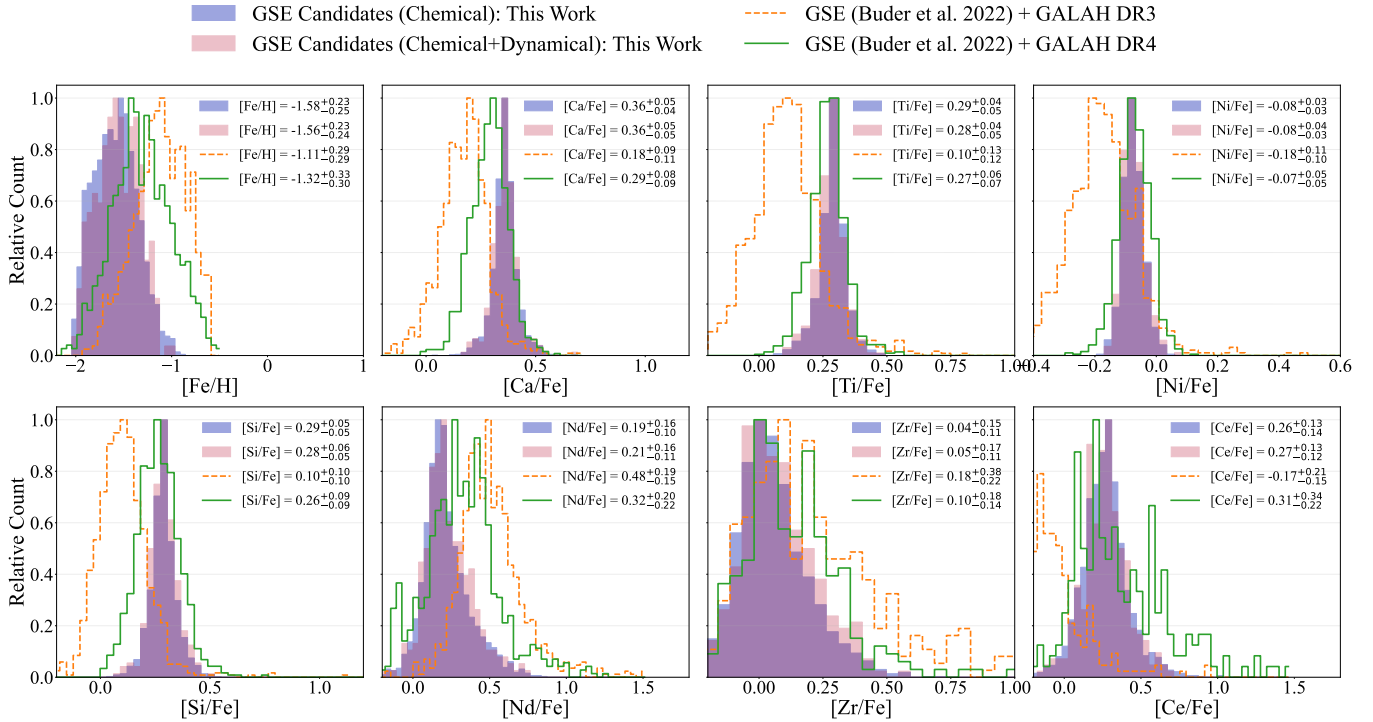 GSE Candidates (Chemical): This Work
GSE (Buder et al. 2022) + GALAH DR3
GSE Candidates (Chemical+Dynamical): This Work
GSE (Buder et al. 2022) + GALAH DR4
Relative Count
1.0
0.8
0.6
0.4
0.2
0.0
[Fe/H] = -1.58 +0.23 −0.25
[Fe/H] = -1.56 +0.23 −0.24
[Fe/H] = -1.11 +0.29 −0.29
[Fe/H] = -1.32 +0.33 −0.30
−2 −1 0 1
[Fe/H]
[Ca/Fe] = 0.36 +0.05 −0.04
[Ca/Fe] = 0.36 +0.05 −0.05
[Ca/Fe] = 0.18 +0.09 −0.11
[Ca/Fe] = 0.29 +0.08 −0.09
0.0 0.5 1.0
[Ca/Fe]
[Ti/Fe] = 0.29 +0.04 −0.05
[Ti/Fe] = 0.28 +0.04 −0.05
[Ti/Fe] = 0.10 +0.13 −0.12
[Ti/Fe] = 0.27 +0.06 −0.07
0.00 0.25 0.50 0.75 1.00
[Ti/Fe]
[Ni/Fe] = -0.08 +0.03 −0.03
[Ni/Fe] = -0.08 +0.04 −0.03
[Ni/Fe] = -0.18 +0.11 −0.10
[Ni/Fe] = -0.07 +0.05 −0.05
−0.4 −0.2 0.0 0.2 0.4 0.6
[Ni/Fe]
Relative Count
1.0
0.8
0.6
0.4
0.2
0.0
[Si/Fe] = 0.29 +0.05 −0.05
[Si/Fe] = 0.28 +0.06 −0.05
[Si/Fe] = 0.10 +0.10 −0.10
[Si/Fe] = 0.26 +0.09 −0.09
0.0 0.5 1.0
[Si/Fe]
[Nd/Fe] = 0.19 +0.16 −0.10
[Nd/Fe] = 0.21 +0.16 −0.11
[Nd/Fe] = 0.48 +0.19 −0.15
[Nd/Fe] = 0.32 +0.20 −0.22
0.0 0.5 1.0 1.5
[Nd/Fe]
[Zr/Fe] = 0.04 +0.15 −0.11
[Zr/Fe] = 0.05 +0.17 −0.11
[Zr/Fe] = 0.18 +0.38 −0.22
[Zr/Fe] = 0.10 +0.18 −0.14
0.00 0.25 0.50 0.75 1.00
[Zr/Fe]
[Ce/Fe] = 0.26 +0.13 −0.14
[Ce/Fe] = 0.27 +0.13 −0.12
[Ce/Fe] = -0.17 +0.21 −0.15
[Ce/Fe] = 0.31 +0.34 −0.22
0.0 0.5 1.0 1.5
[Ce/Fe]